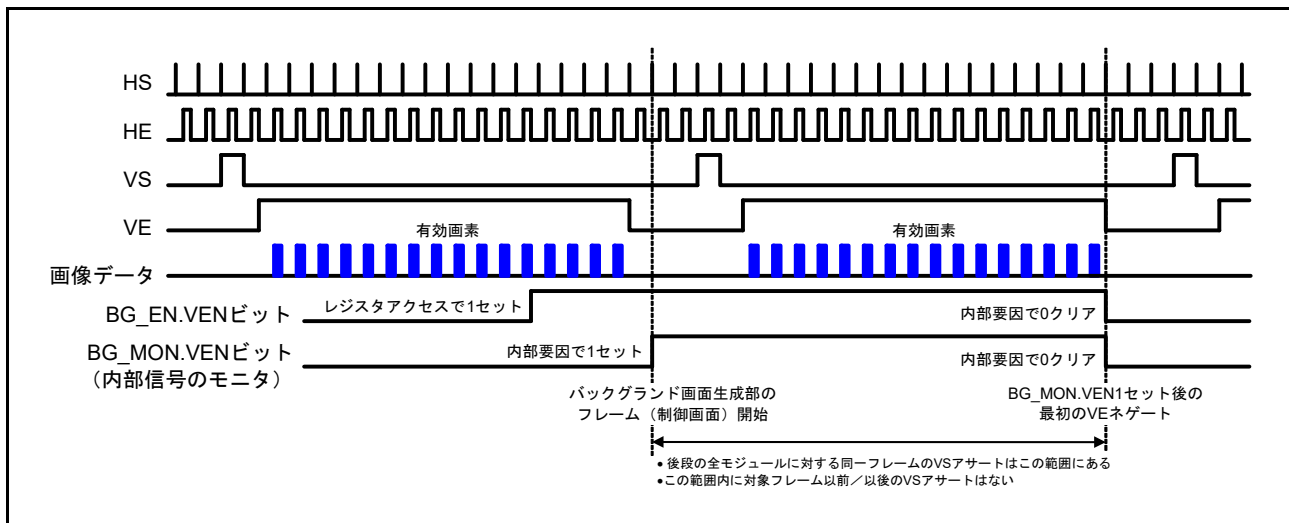 HS
HE
VS
VE
有効画素
有効画素
画像データ
BG_EN.VENビット
レジスタアクセスで1セット
内部要因で0クリア
BG_MON.VENビット
（内部信号のモニタ）
内部要因で1セット
内部要因で0クリア
バックグランド画面生成部の
フレーム（制御画面）開始
BG_MON.VEN1セット後の
最初のVEネゲート
● 後段の全モジュールに対する同一フレームのVSアサートはこの範囲にある
●この範囲内に対象フレーム以前／以後のVSアサートはない